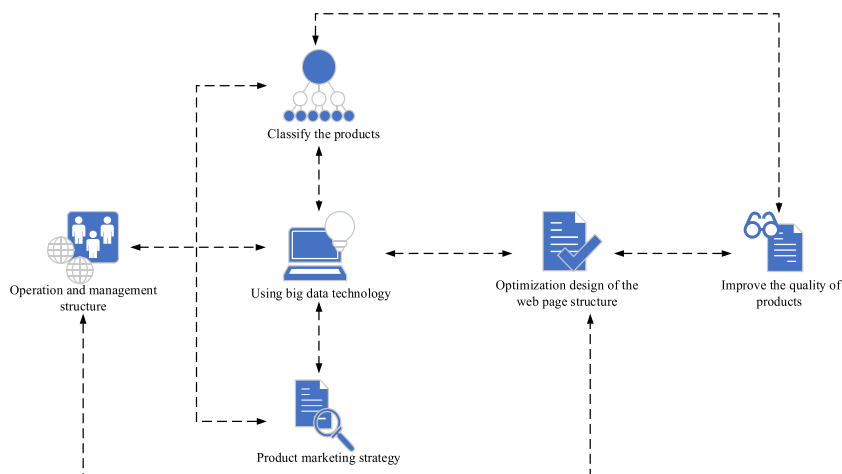 Classify the products
Operation and management
structure
Using big data technology
Optimization design of the
web page structure
Improve the quality of
products
Product marketing strategy